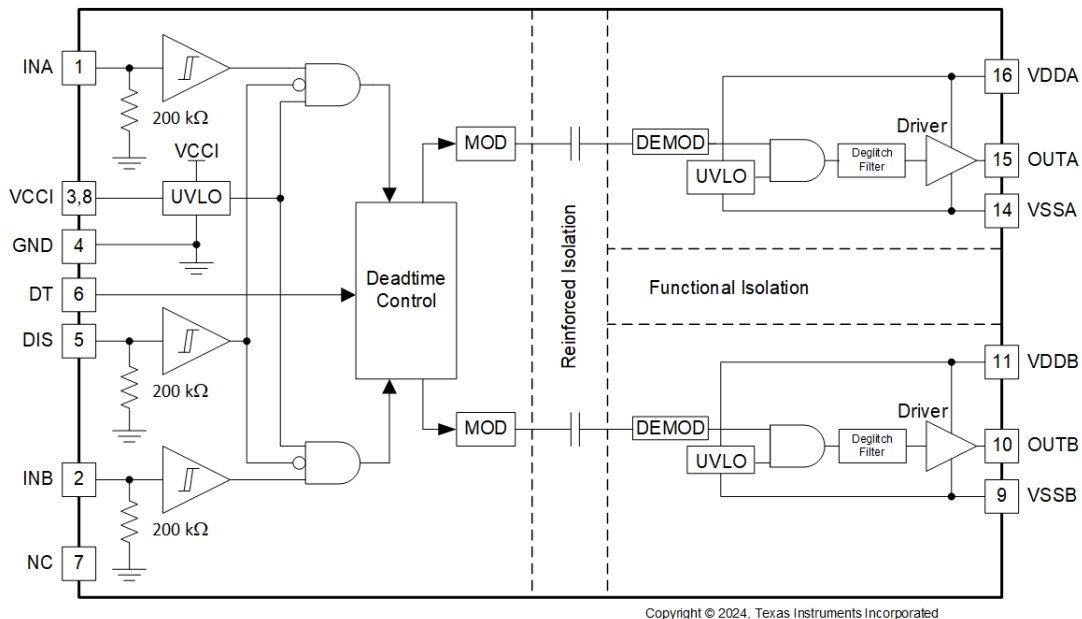 INA
1
200 kΩ
VCCI
VCCI
3,8
UVLO
GND
4
DT
6
DIS
5
200 kΩ
INB
2
200 kΩ
NC
7
Deadtime
Control
MOD
MOD
Reinforced Isolation
DEMOD
UVLO
Deglitch
Filter
Driver
16
VDDA
15
OUTA
14
VSSA
Functional Isolation
DEMOD
UVLO
Deglitch
Filter
Driver
11
VDDB
10
OUTB
9
VSSB
Copyright © 2024, Texas Instruments Incorporated